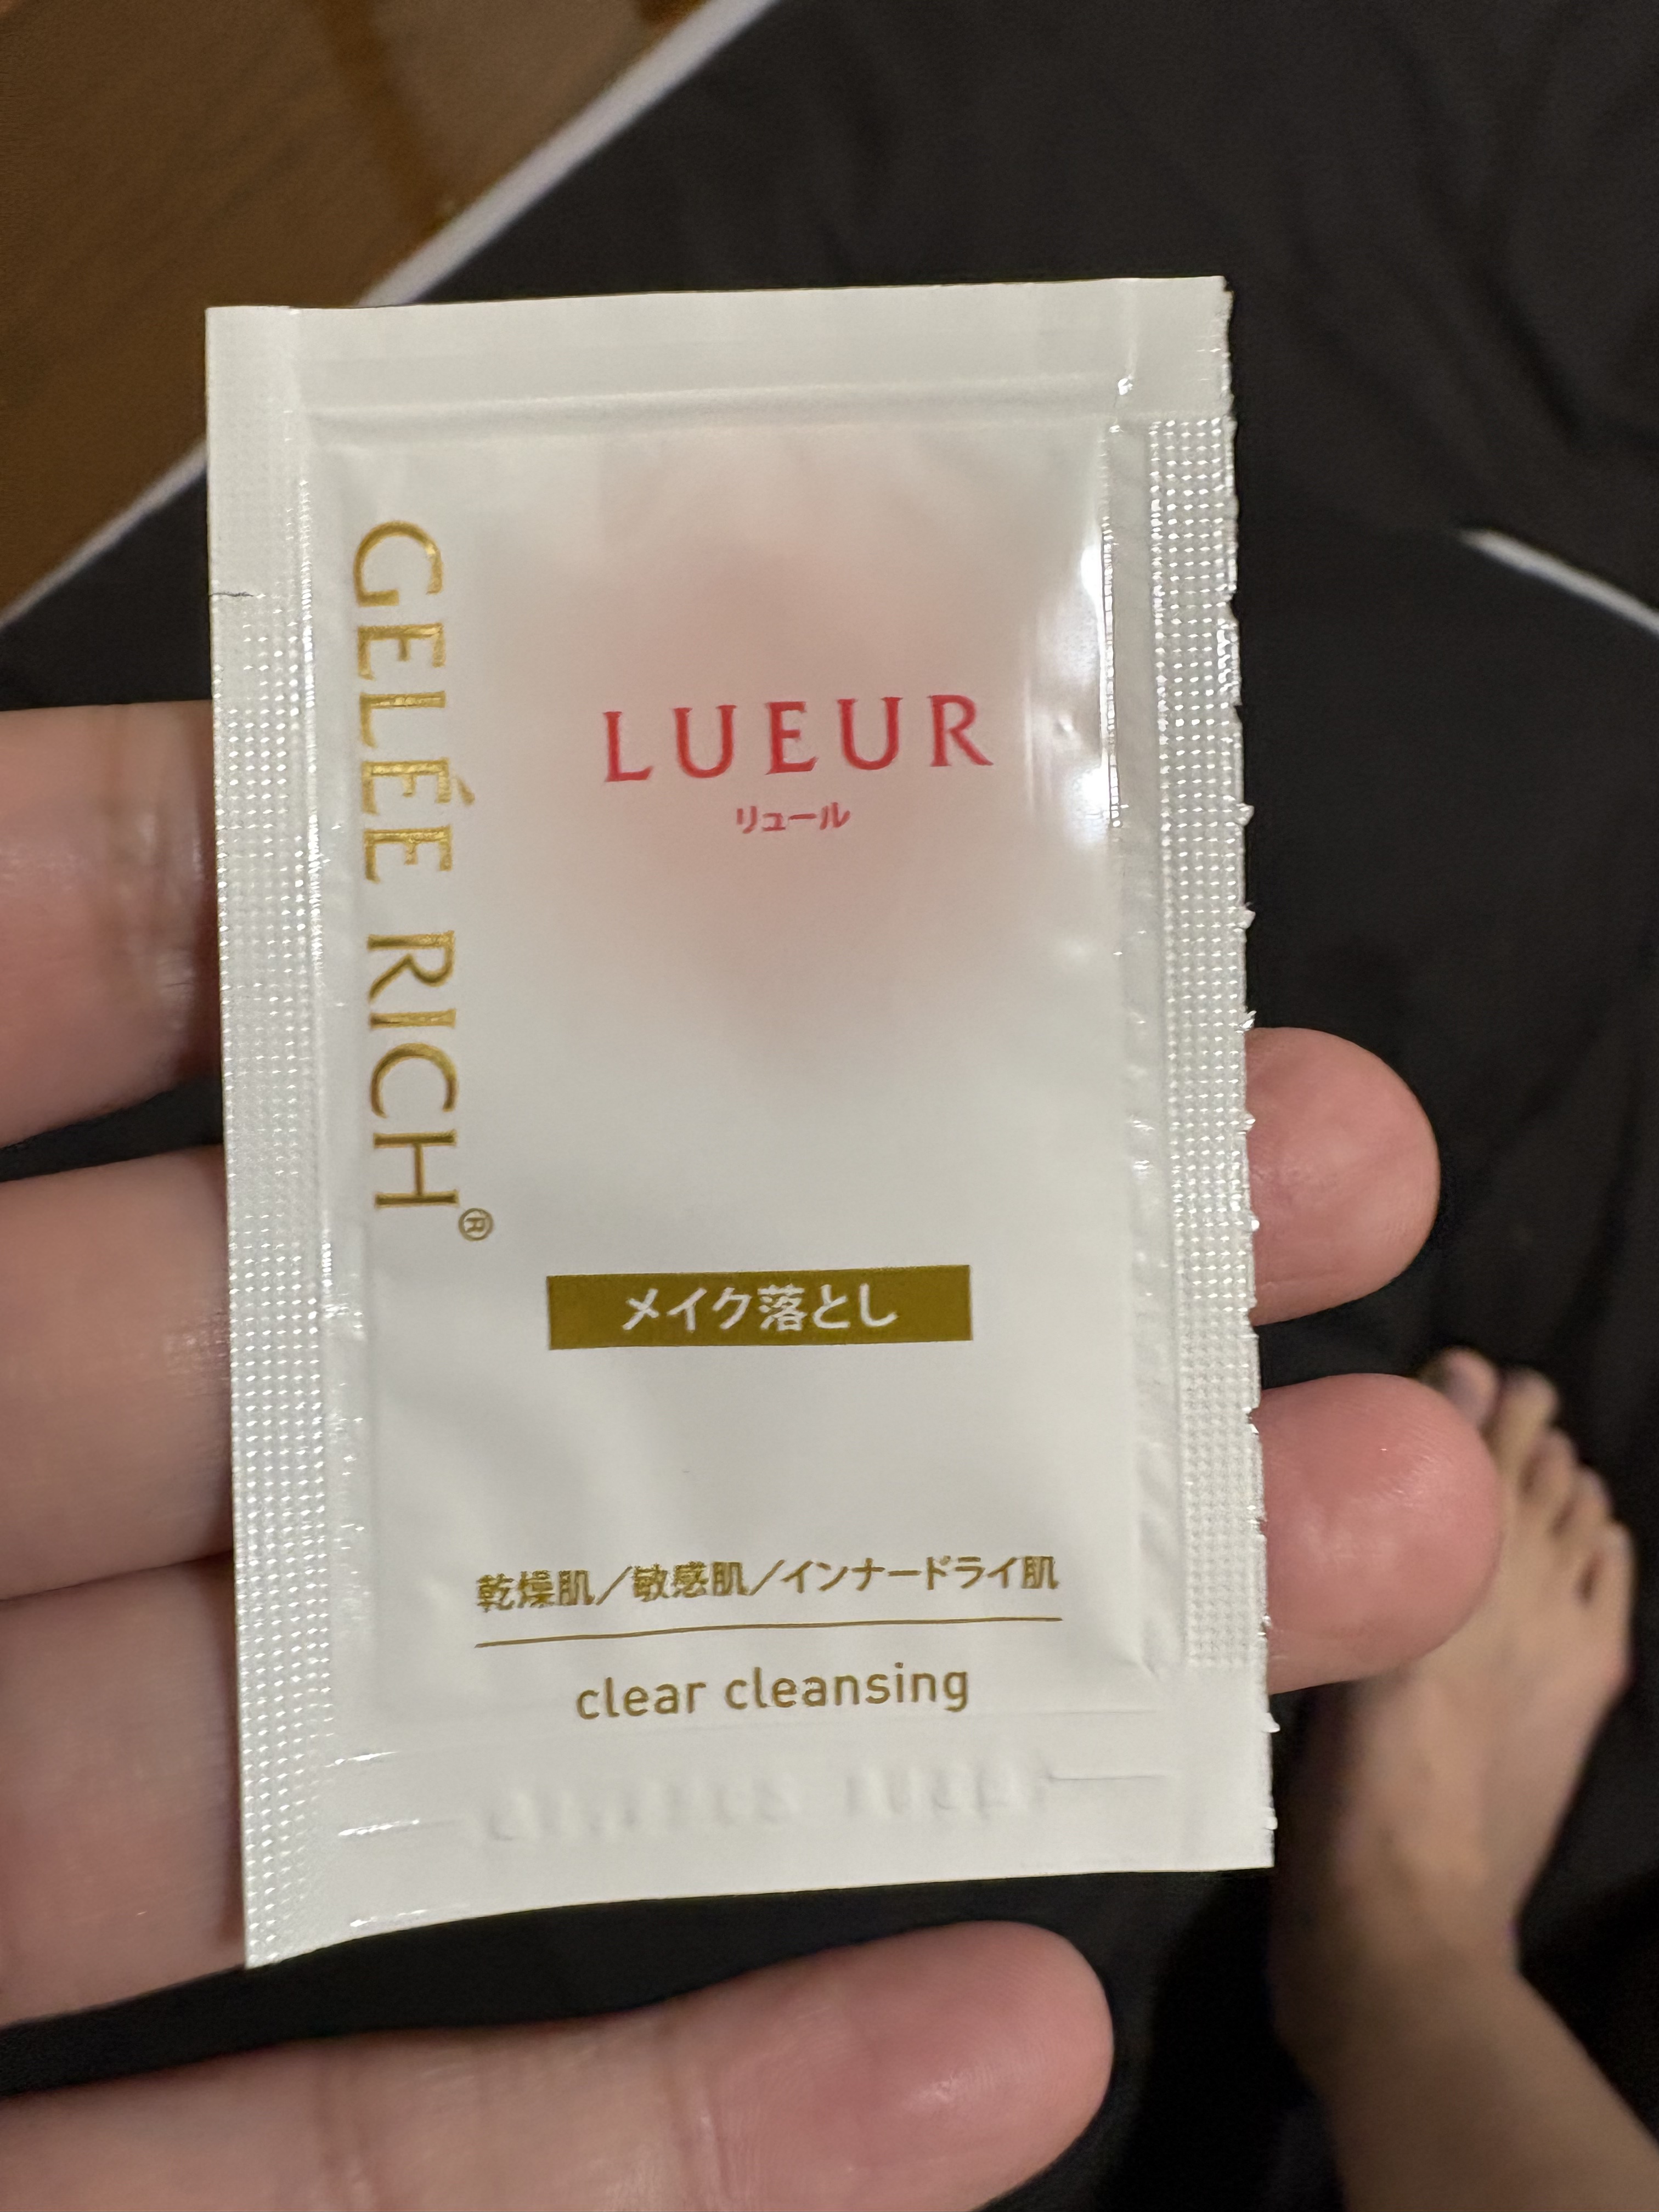 GELÉE RICH®
LUEUR
リュール
メイク落とし
乾燥肌／敏感肌／インナードライ肌
clear cleansing